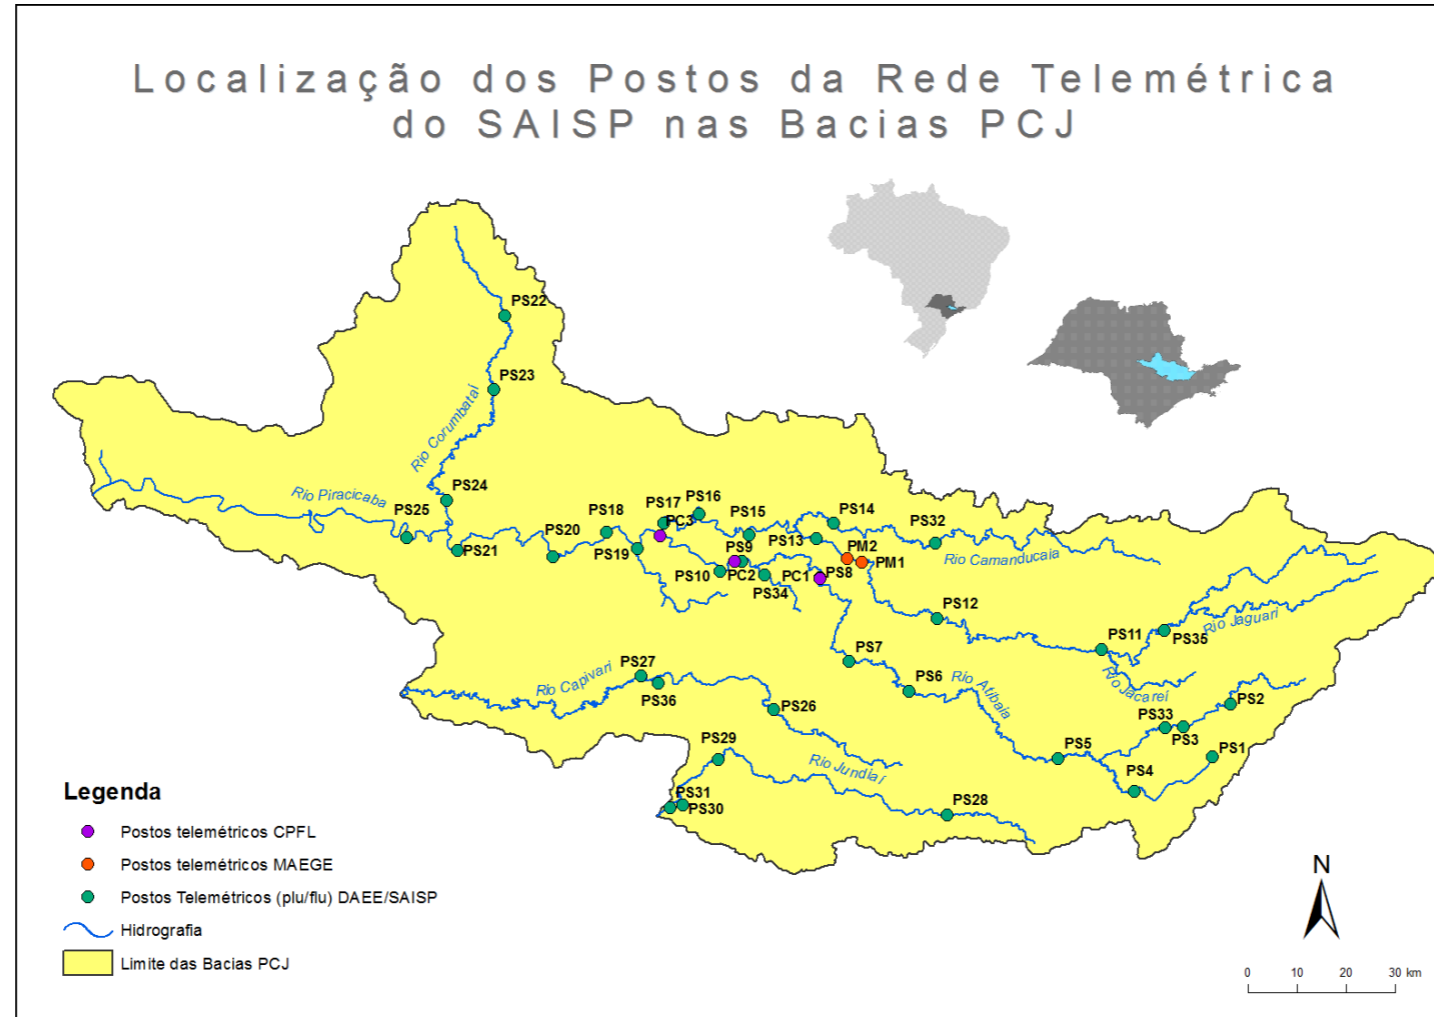 Localização dos Postos da Rede Telemétrica
do SAISP nas Bacias PCJ
PS22
PS23
Rio Corumbataí
PS24
Rio Piracicaba
PS25
PS21
PS20
PS18
PS19
PS17
PS16
PC3
PS15
PS9
PS10
PC2
PS34
PS13
PS14
PS32
Rio Camanducaia
PM2
PM1
PC1
PS8
PS12
PS11
PS35
Rio Jaguari
Rio Jacareí
PS7
PS6
Rio Atibaia
PS2
PS33
PS3
PS1
PS5
PS4
PS27
Rio Capivari
PS36
PS26
PS29
Rio Jundiaí
PS31
PS30
PS28
Legenda
Postos telemétricos CPFL
Postos telemétricos MAEGE
Postos Telemétricos (plu/flu) DAEE/SAISP
Hidrografia
Limite das Bacias PCJ
N
0 10 20 30 km